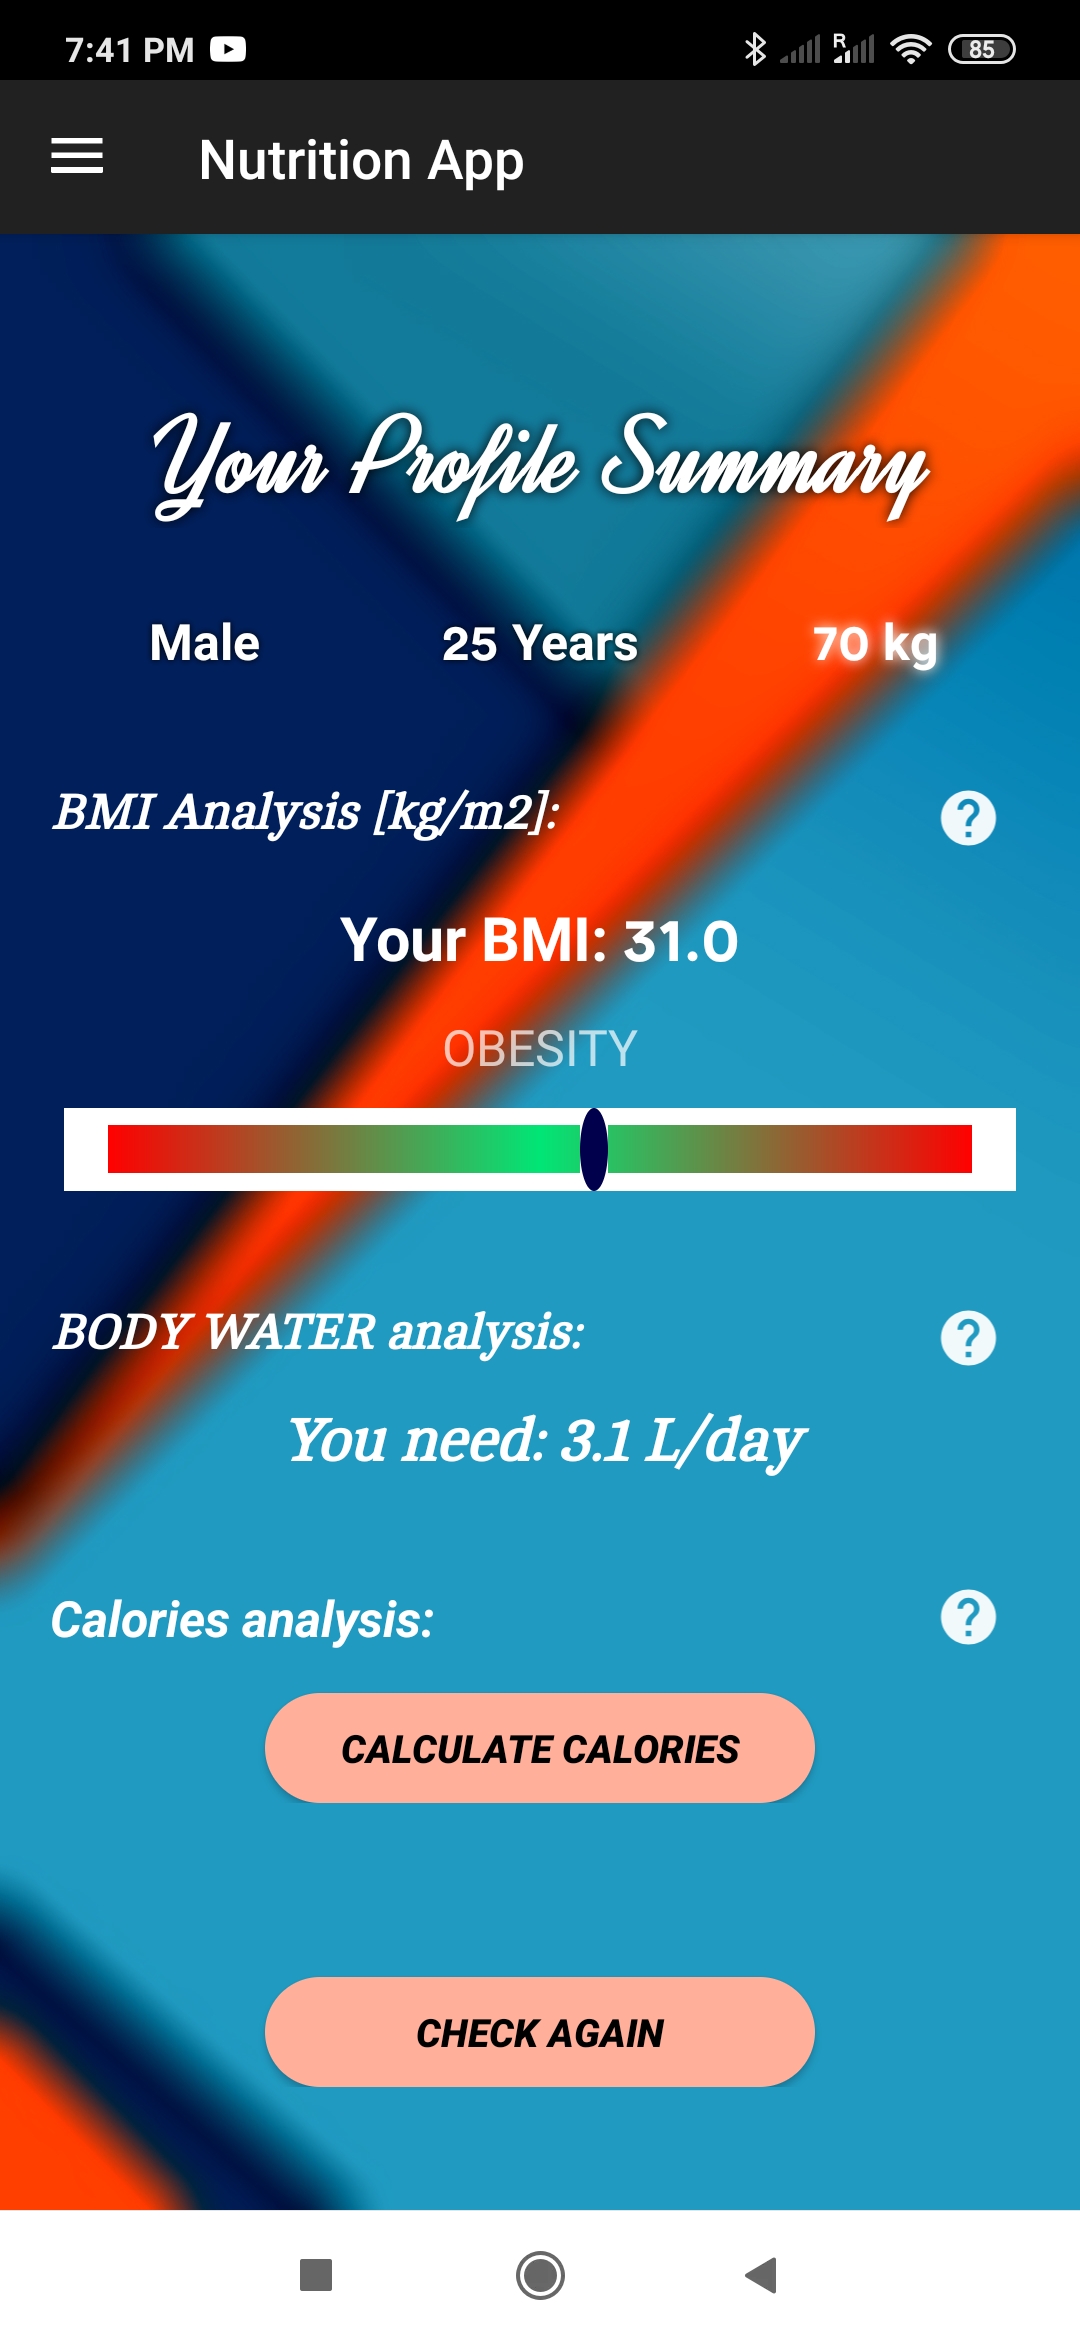 7:41 PM
R
85
Nutrition App
Your Profile Summary
Male 25 Years 70 kg
BMI Analysis [kg/m2]:
?
Your BMI: 31.0
OBESITY
BODY WATER analysis:
?
You need: 3.1 L/day
Calories analysis:
?
CALCULATE CALORIES
CHECK AGAIN